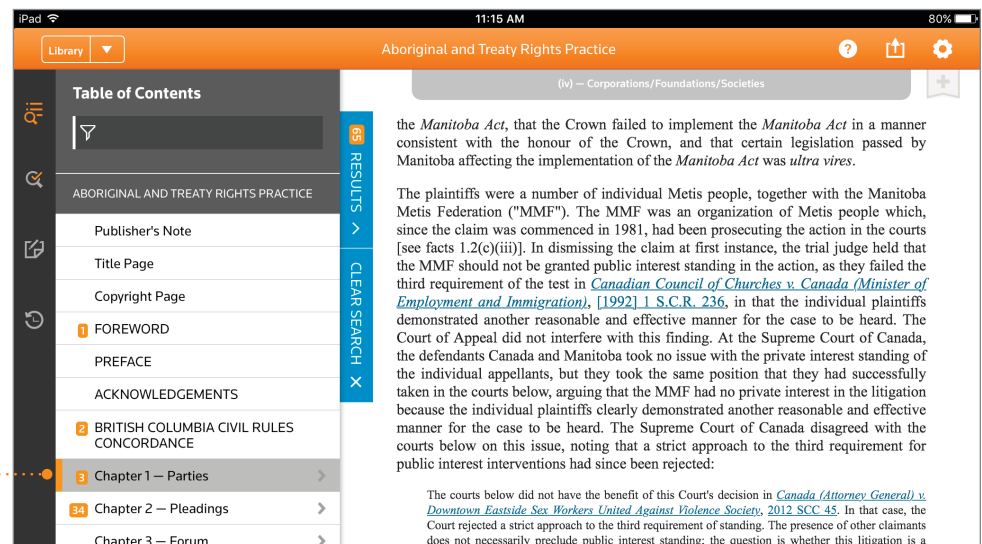 iPad 11:15 AM 80%
Library Aboriginal and Treaty Rights Practice ?
Table of Contents
ABORIGINAL AND TREATY RIGHTS PRACTICE
Publisher's Note
Title Page
Copyright Page
1 FOREWORD
PREFACE
ACKNOWLEDGEMENTS
2 BRITISH COLUMBIA CIVIL RULES
CONCORDANCE
3 Chapter 1 — Parties
34 Chapter 2 — Pleadings
Chapter 3 — Forum
65 RESULTS
CLEAR SEARCH
(iv) — Corporations/Foundations/Societies
the Manitoba Act, that the Crown failed to implement the Manitoba Act in a manner
consistent with the honour of the Crown, and that certain legislation passed by
Manitoba affecting the implementation of the Manitoba Act was ultra vires.
The plaintiffs were a number of individual Metis people, together with the Manitoba
Metis Federation ("MMF"). The MMF was an organization of Metis people which,
since the claim was commenced in 1981, had been prosecuting the action in the courts
[see facts 1.2(c)(iii)]. In dismissing the claim at first instance, the trial judge held that
the MMF should not be granted public interest standing in the action, as they failed the
third requirement of the test in Canadian Council of Churches v. Canada (Minister of
Employment and Immigration), [1992] 1 S.C.R. 236, in that the individual plaintiffs
demonstrated another reasonable and effective manner for the case to be heard. The
Court of Appeal did not interfere with this finding. At the Supreme Court of Canada,
the defendants Canada and Manitoba took no issue with the private interest standing of
the individual appellants, but they took the same position that they had successfully
taken in the courts below, arguing that the MMF had no private interest in the litigation
because the individual plaintiffs clearly demonstrated another reasonable and effective
manner for the case to be heard. The Supreme Court of Canada disagreed with the
courts below on this issue, noting that a strict approach to the third requirement for
public interest interventions had since been rejected:
The courts below did not have the benefit of this Court's decision in Canada (Attorney General) v.
Downtown Eastside Sex Workers United Against Violence Society, 2012 SCC 45. In that case, the
Court rejected a strict approach to the third requirement of standing. The presence of other claimants
does not necessarily preclude public interest standing; the question is whether this litigation is a